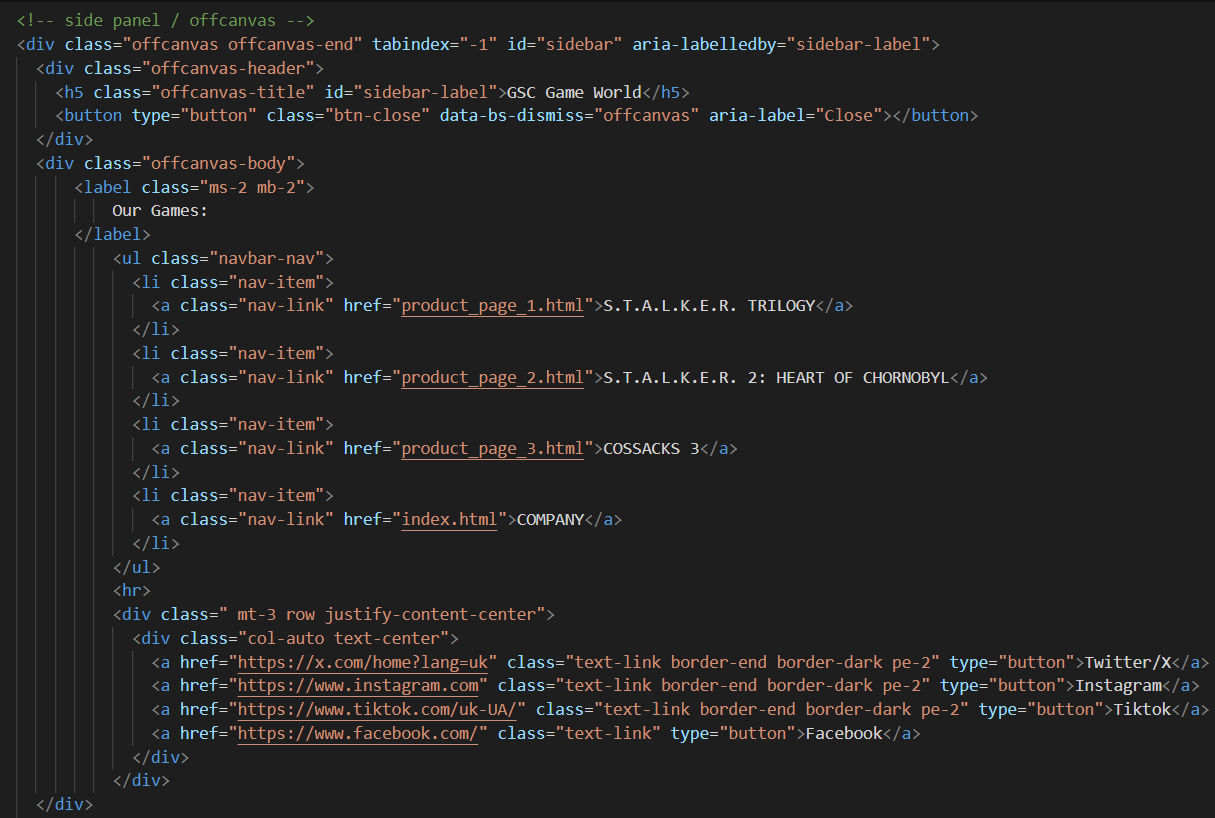 <!-- side panel / offcanvas -->
<div class="offcanvas offcanvas-end" tabindex="-1" id="sidebar" aria-labelledby="sidebar-label">
  <div class="offcanvas-header">
    <h5 class="offcanvas-title" id="sidebar-label">GSC Game World</h5>
    <button type="button" class="btn-close" data-bs-dismiss="offcanvas" aria-label="Close"></button>
  </div>
  <div class="offcanvas-body">
      <label class="ms-2 mb-2">
          Our Games:
      </label>
          <ul class="navbar-nav">
            <li class="nav-item">
              <a class="nav-link" href="product_page_1.html">S.T.A.L.K.E.R. TRILOGY</a>
            </li>
            <li class="nav-item">
              <a class="nav-link" href="product_page_2.html">S.T.A.L.K.E.R. 2: HEART OF CHORNOBYL</a>
            </li>
            <li class="nav-item">
              <a class="nav-link" href="product_page_3.html">COSSACKS 3</a>
            </li>
            <li class="nav-item">
              <a class="nav-link" href="index.html">COMPANY</a>
            </li>
          </ul>
          <hr>
          <div class=" mt-3 row justify-content-center">
            <div class="col-auto text-center">
              <a href="https://x.com/home?lang=uk" class="text-link border-end border-dark pe-2" type="button">Twitter/X</a>
              <a href="https://www.instagram.com" class="text-link border-end border-dark pe-2" type="button">Instagram</a>
              <a href="https://www.tiktok.com/uk-UA/" class="text-link border-end border-dark pe-2" type="button">Tiktok</a>
              <a href="https://www.facebook.com/" class="text-link" type="button">Facebook</a>
            </div>
          </div>
  </div>